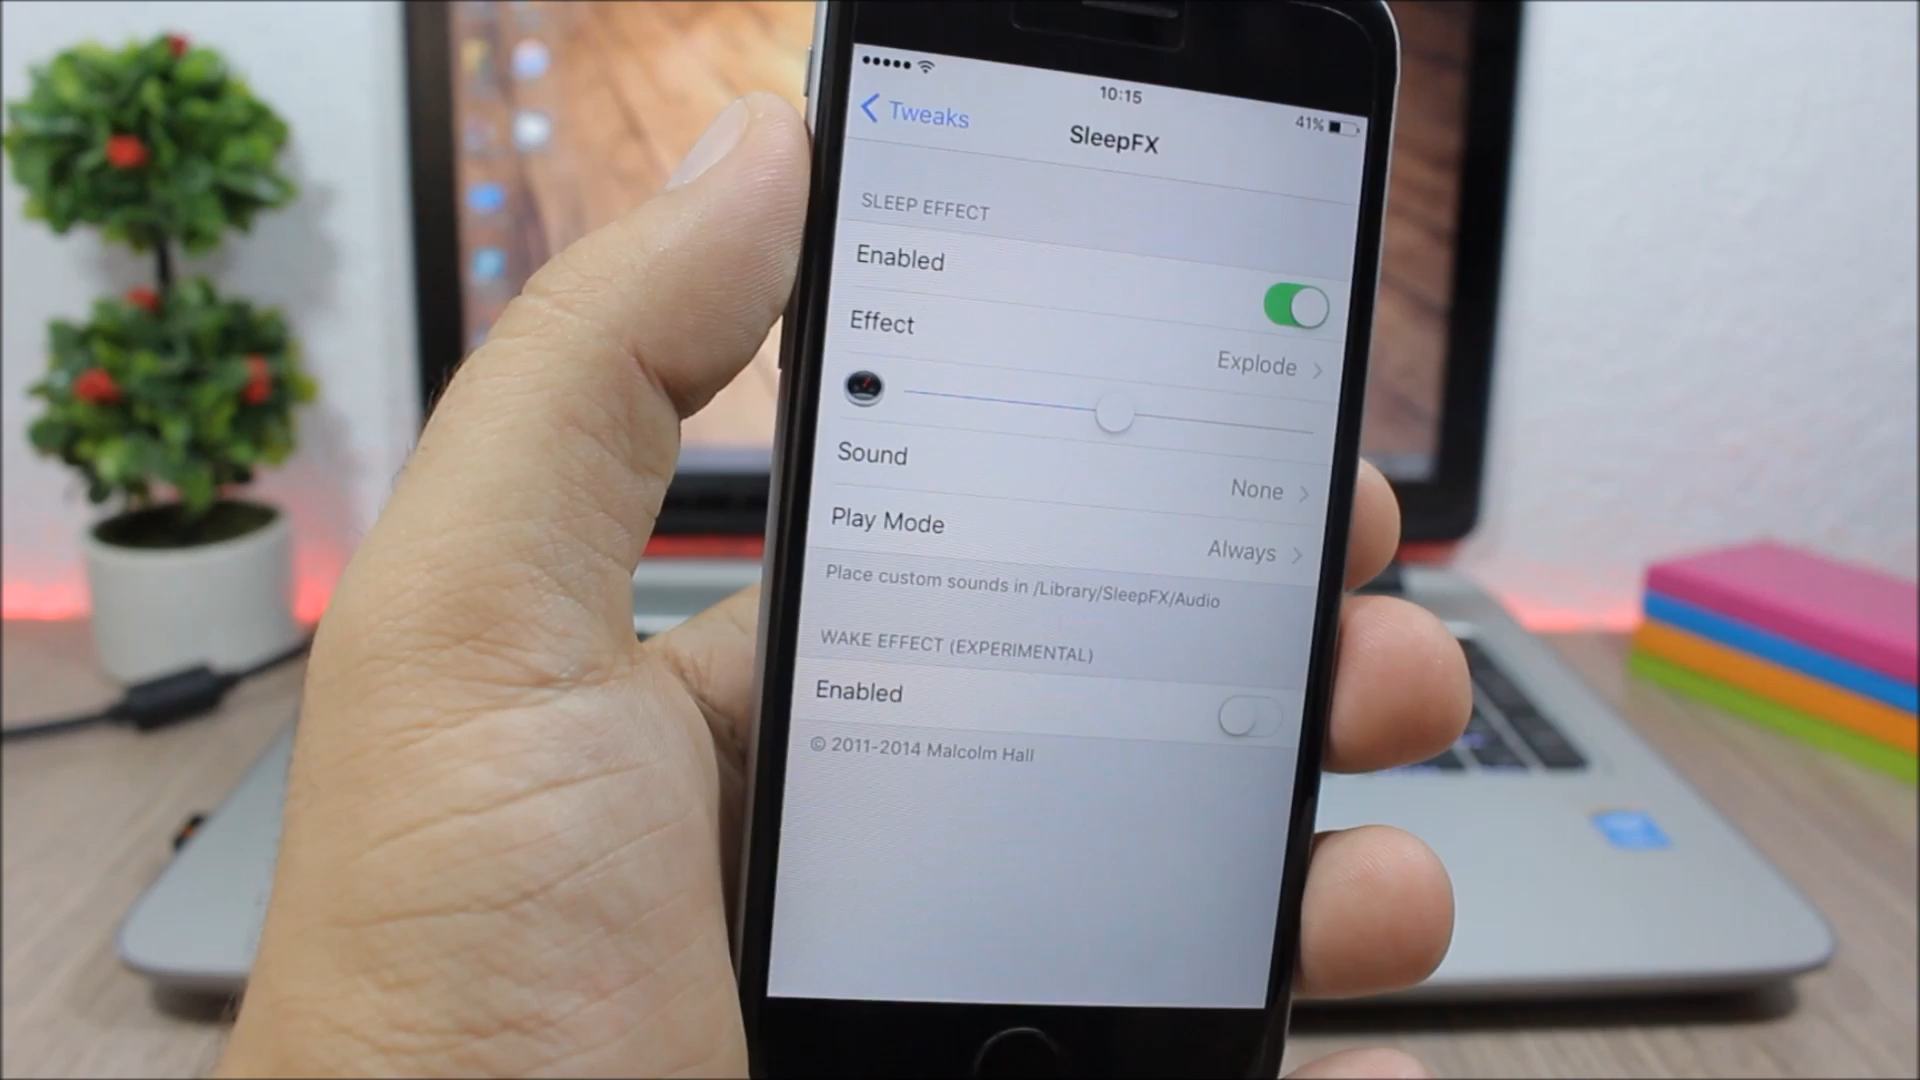 10:15
41%
Tweaks
SleepFX
SLEEP EFFECT
Enabled
Effect
Explode
Sound
None
Play Mode
Always
Place custom sounds in /Library/SleepFX/Audio
WAKE EFFECT (EXPERIMENTAL)
Enabled
© 2011-2014 Malcolm Hall